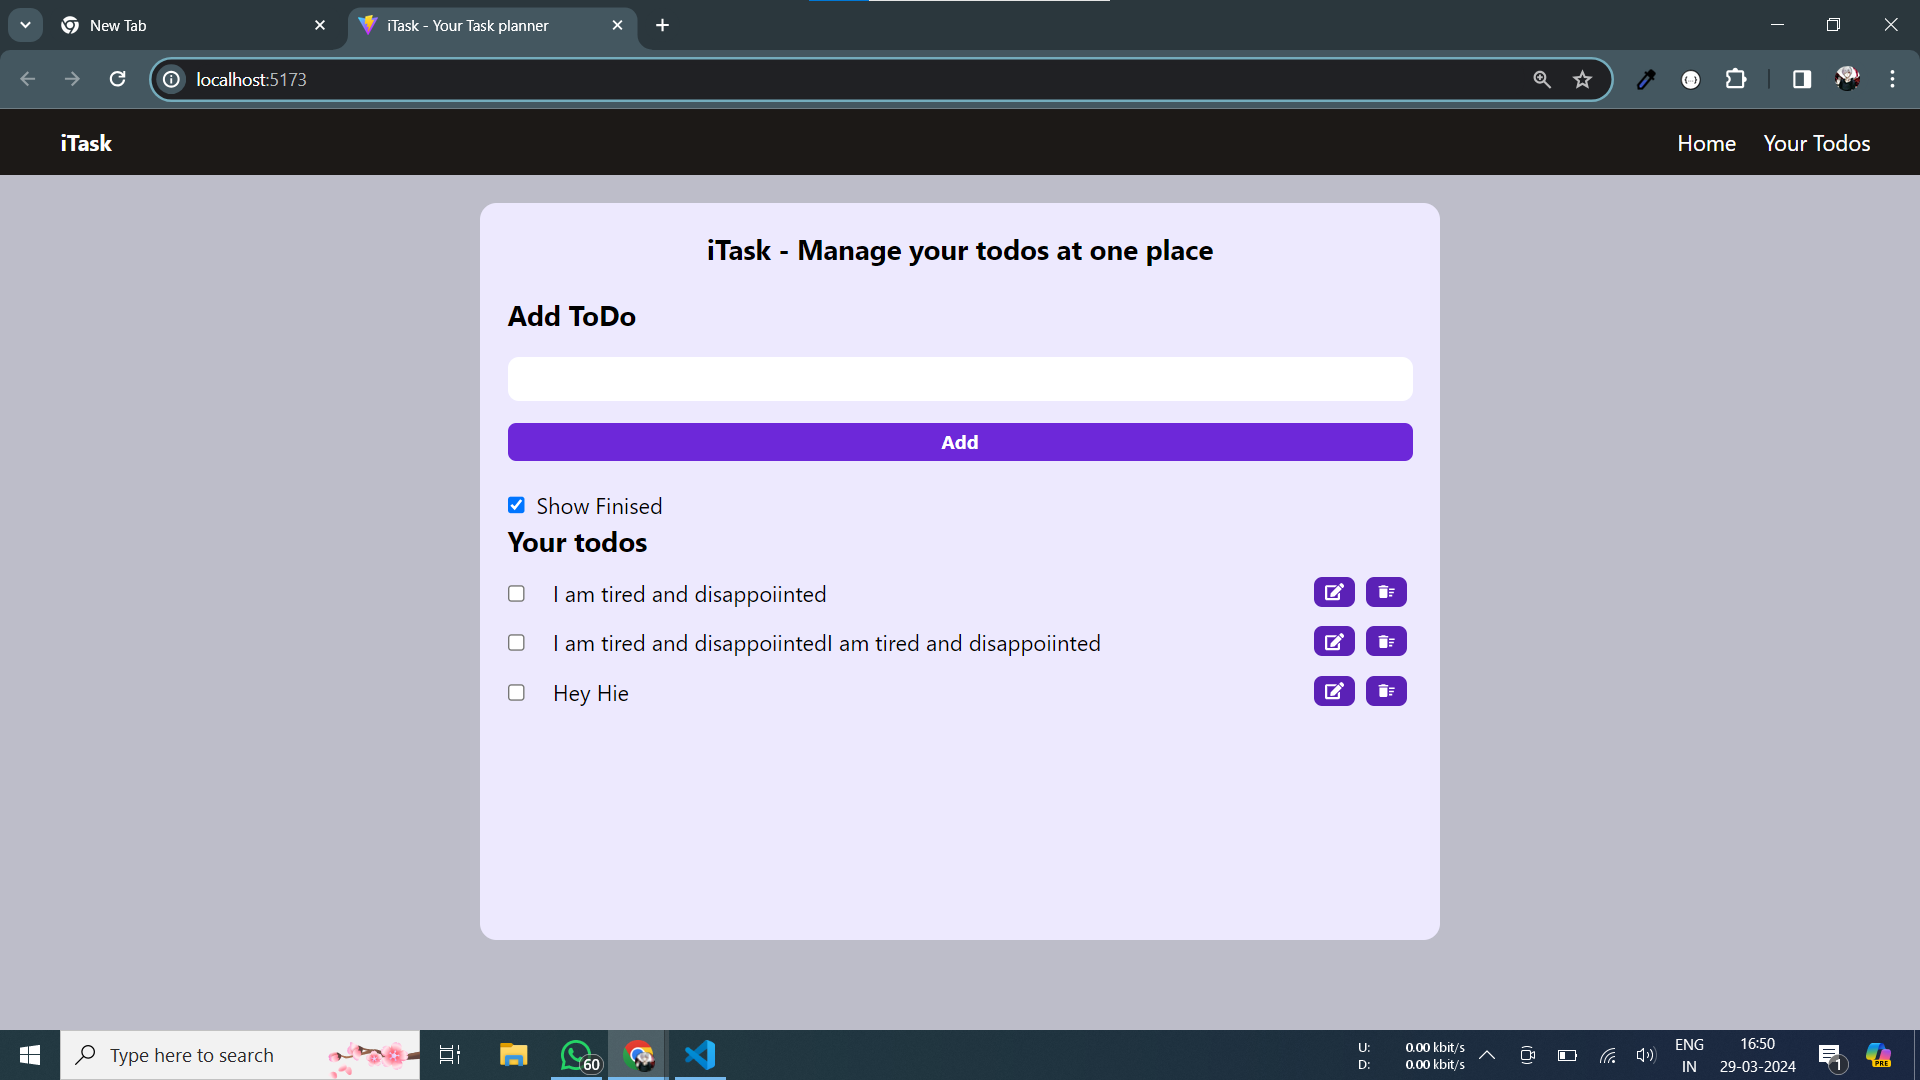 New Tab
iTask - Your Task planner
localhost:5173
iTask
Home
Your Todos
iTask - Manage your todos at one place
Add ToDo
Add
Show Finised
Your todos
I am tired and disappoiinted
I am tired and disappoiintedI am tired and disappoiinted
Hey Hie
Type here to search
60
U: 0.00 kbit/s
D: 0.00 kbit/s
ENG
IN
16:50
29-03-2024
1
PRE